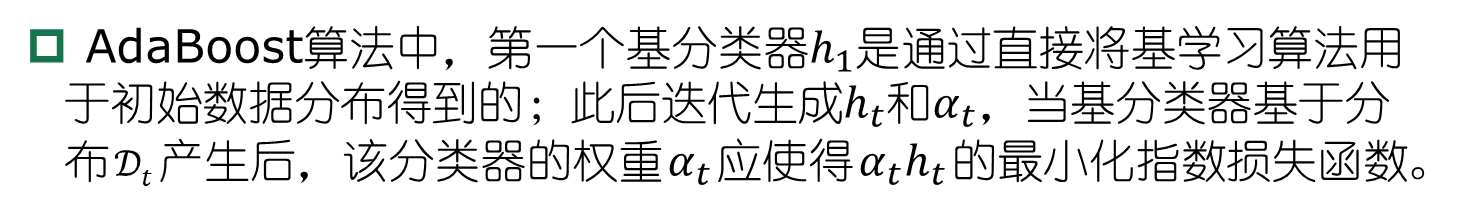 AdaBoost算法中，第一个基分类器h₁是通过直接将基学习算法用
于初始数据分布得到的；此后迭代生成hₜ和αₜ，当基分类器基于分
布𝒟ₜ产生后，该分类器的权重αₜ应使得αₜhₜ的最小化指数损失函数。